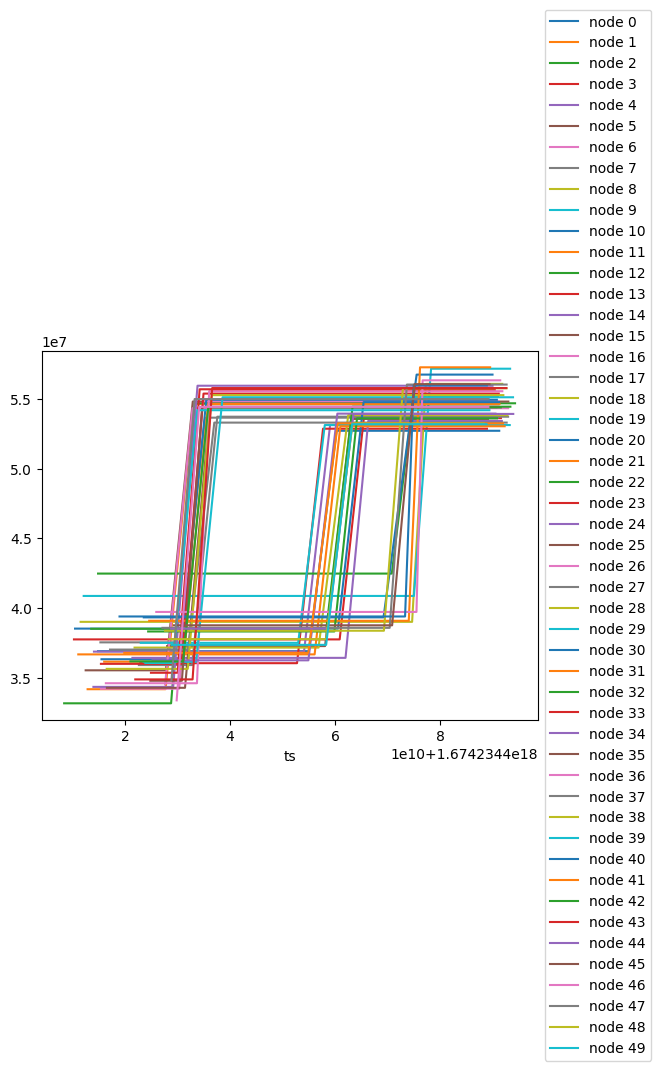 node 0
node 1
node 2
node 3
node 4
node 5
node 6
node 7
node 8
node 9
node 10
node 11
node 12
node 13
node 14
node 15
node 16
node 17
node 18
node 19
node 20
node 21
node 22
node 23
node 24
node 25
node 26
node 27
node 28
node 29
node 30
node 31
node 32
node 33
node 34
node 35
node 36
node 37
node 38
node 39
node 40
node 41
node 42
node 43
node 44
node 45
node 46
node 47
node 48
node 49
1e7
5.5
5.0
4.5
4.0
3.5
2 4 6 8
ts
1e10+1.6742344e18